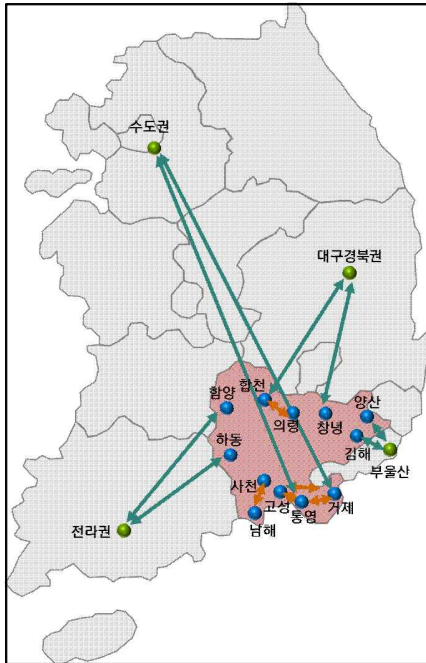 수도권
대구경북권
합천
함양
의령
창녕
양산
하동
김해
부울산
사천
고성
통영
거제
남해
전라권